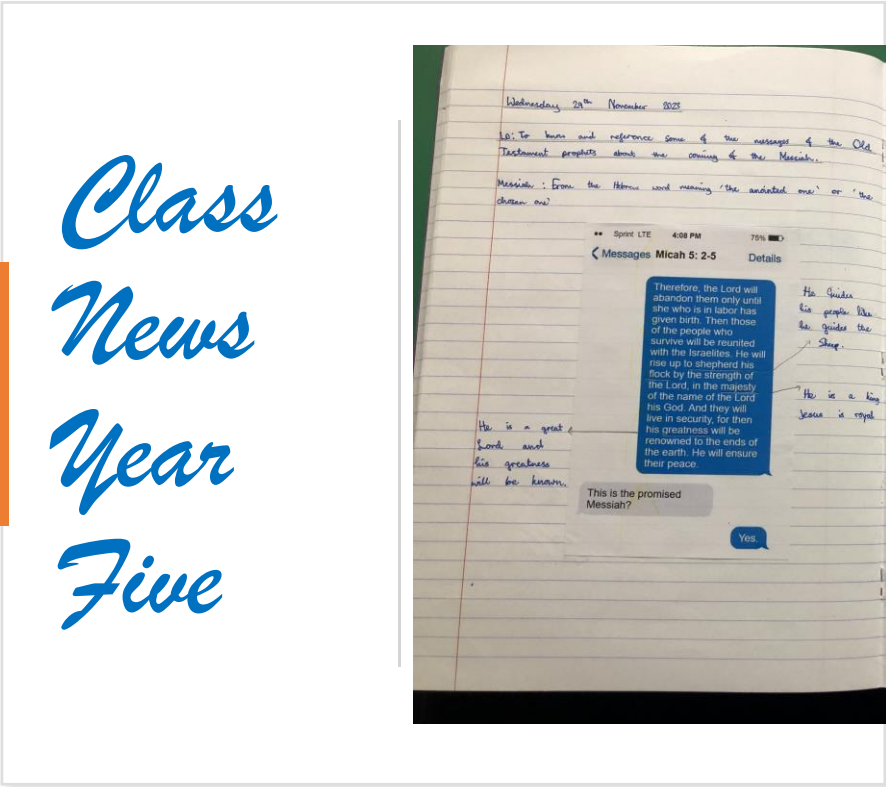 Class
News
Year
Five
Wednesday 29th November 2023
LO: To know and reference some of the messages of the Old
Testament prophets about the coming of the Messiah.
Messiah : From the Hebrew word meaning 'the anointed one' or 'the
chosen one'
Sprint LTE 4:08 PM 75%
Messages Micah 5: 2-5 Details
Therefore, the Lord will
abandon them only until
she who is in labor has
given birth. Then those
of the people who
survive will be reunited
with the Israelites. He will
rise up to shepherd his
flock by the strength of
the Lord, in the majesty
of the name of the Lord
his God. And they will
live in security, for then
his greatness will be
renowned to the ends of
the earth. He will ensure
their peace.
This is the promised
Messiah?
Yes.
He guides
his people like
he guides the
Sheep.
He is a king
Jesus is royal
He is a great
Lord and
his greatness
will be known.